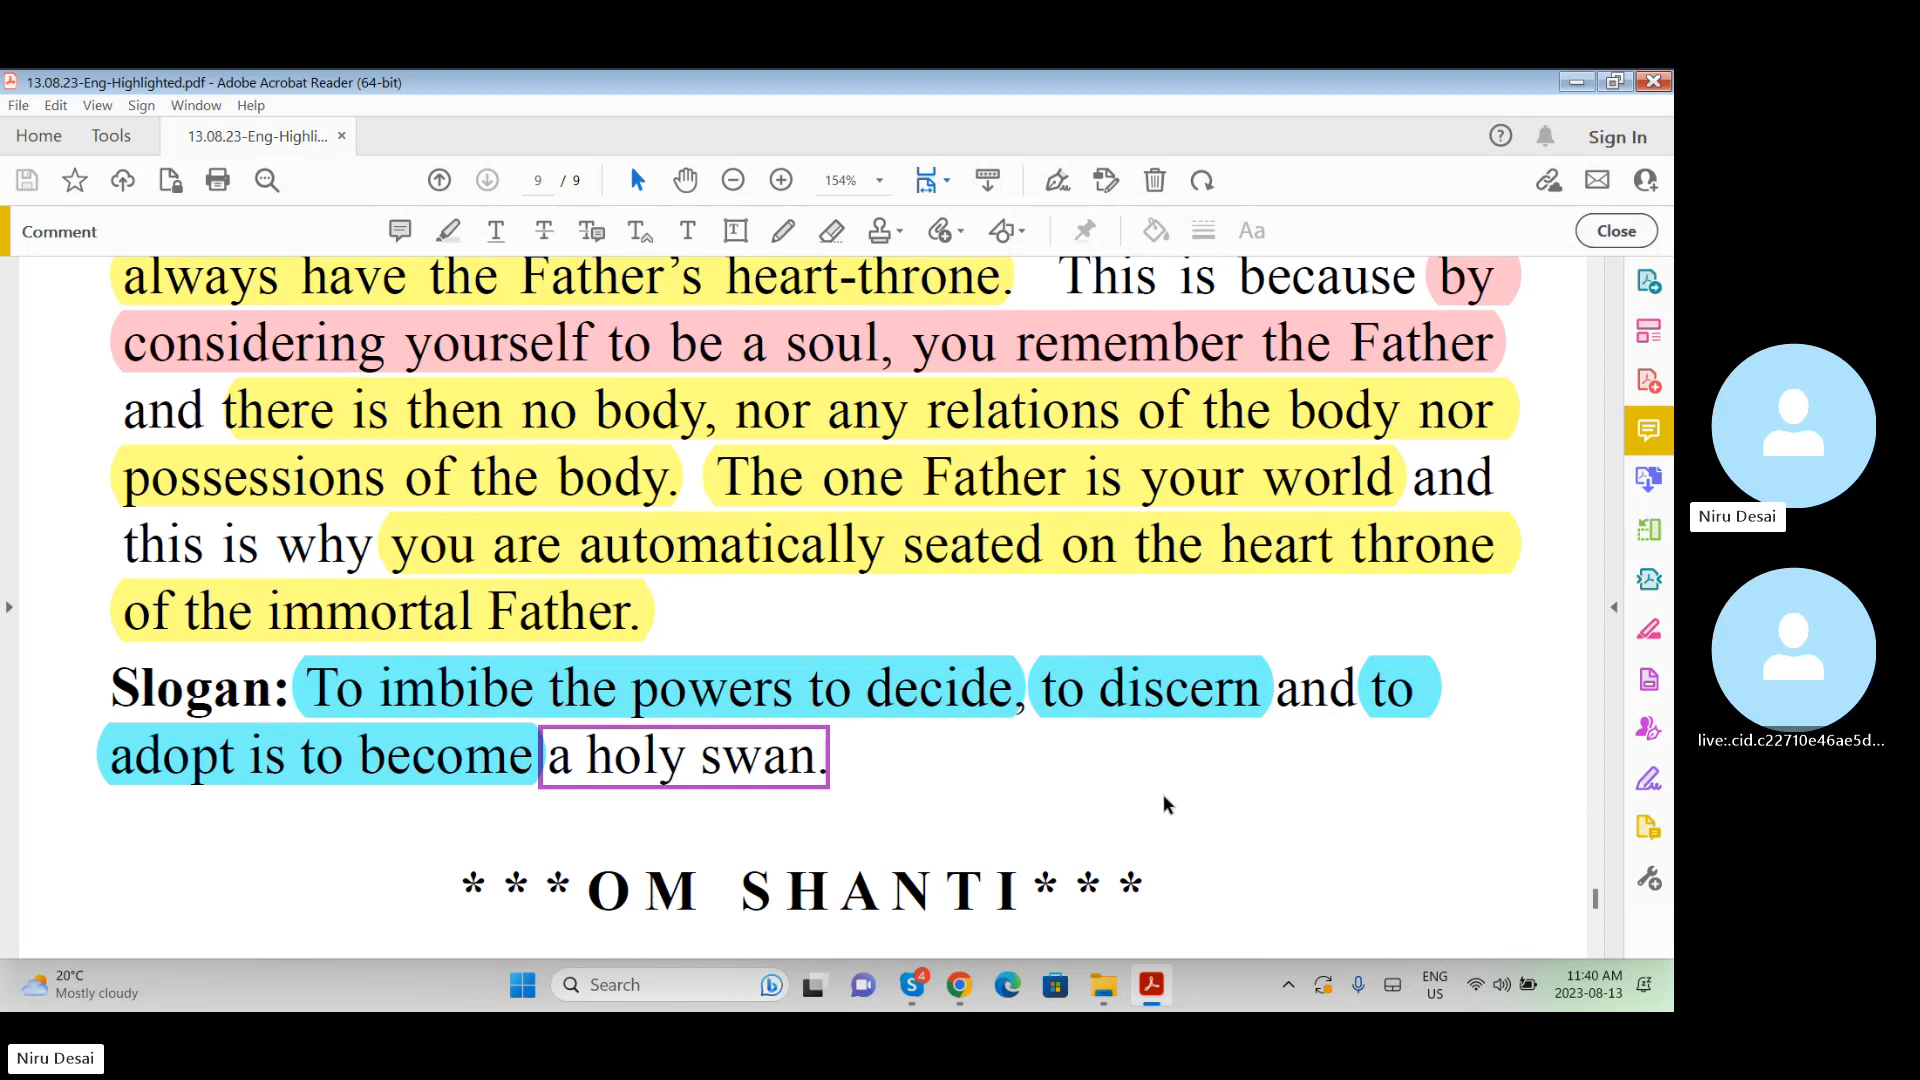 13.08.23-Eng-Highlighted.pdf - Adobe Acrobat Reader (64-bit)
File Edit View Sign Window Help
Home Tools 13.08.23-Eng-Highli... × Sign In
9 / 9 154%
Comment Close
always have the Father's heart-throne. This is because by
considering yourself to be a soul, you remember the Father
and there is then no body, nor any relations of the body nor
possessions of the body. The one Father is your world and
this is why you are automatically seated on the heart throne
of the immortal Father.
Slogan: To imbibe the powers to decide, to discern and to
adopt is to become a holy swan.
* * * O M S H A N T I * * *
Niru Desai
live:.cid.c22710e46ae5d...
20°C
Mostly cloudy
Search
4
ENG
US
11:40 AM
2023-08-13
Niru Desai